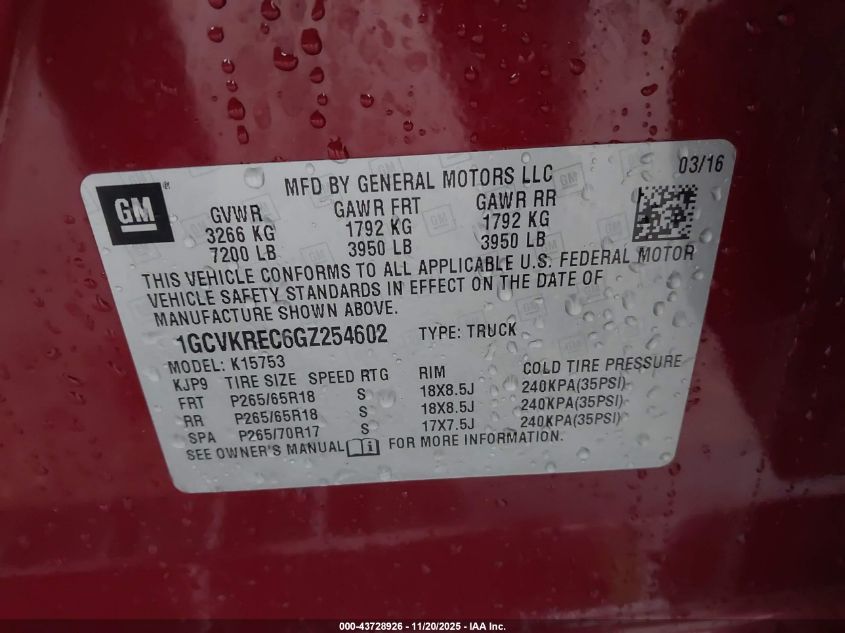 GM
MFD BY GENERAL MOTORS LLC 03/16
GVWR GAWR FRT GAWR RR
3266 KG 1792 KG 1792 KG
7200 LB 3950 LB 3950 LB
THIS VEHICLE CONFORMS TO ALL APPLICABLE U.S. FEDERAL MOTOR
VEHICLE SAFETY STANDARDS IN EFFECT ON THE DATE OF
MANUFACTURE SHOWN ABOVE.
1GCVKREC6GZ254602 TYPE: TRUCK
MODEL: K15753
KJP9 TIRE SIZE SPEED RTG RIM COLD TIRE PRESSURE
FRT P265/65R18 S 18X8.5J 240KPA(35PSI)
RR P265/65R18 S 18X8.5J 240KPA(35PSI)
SPA P265/70R17 S 17X7.5J 240KPA(35PSI)
SEE OWNER'S MANUAL FOR MORE INFORMATION.
000-43728926 - 11/20/2025 - IAA Inc.